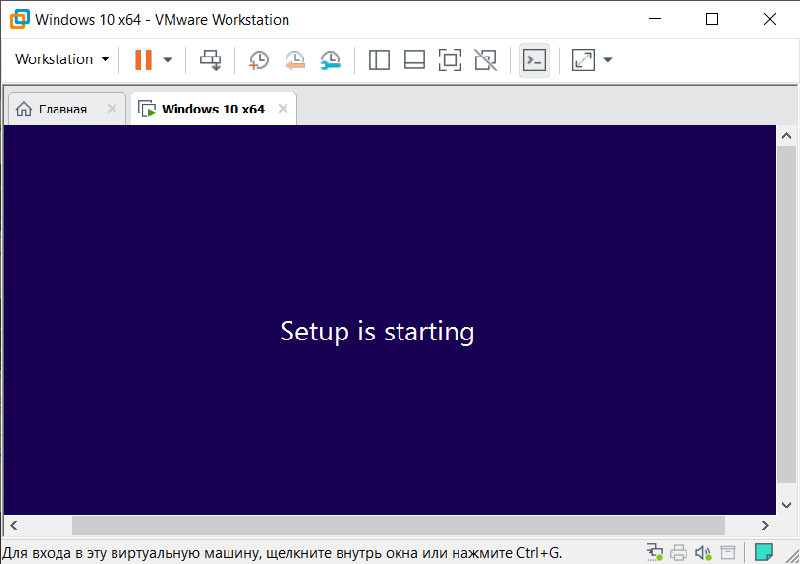 Windows 10 x64 - VMware Workstation
Workstation
Главная
Windows 10 x64
Setup is starting
Для входа в эту виртуальную машину, щелкните внутрь окна или нажмите Ctrl+G.